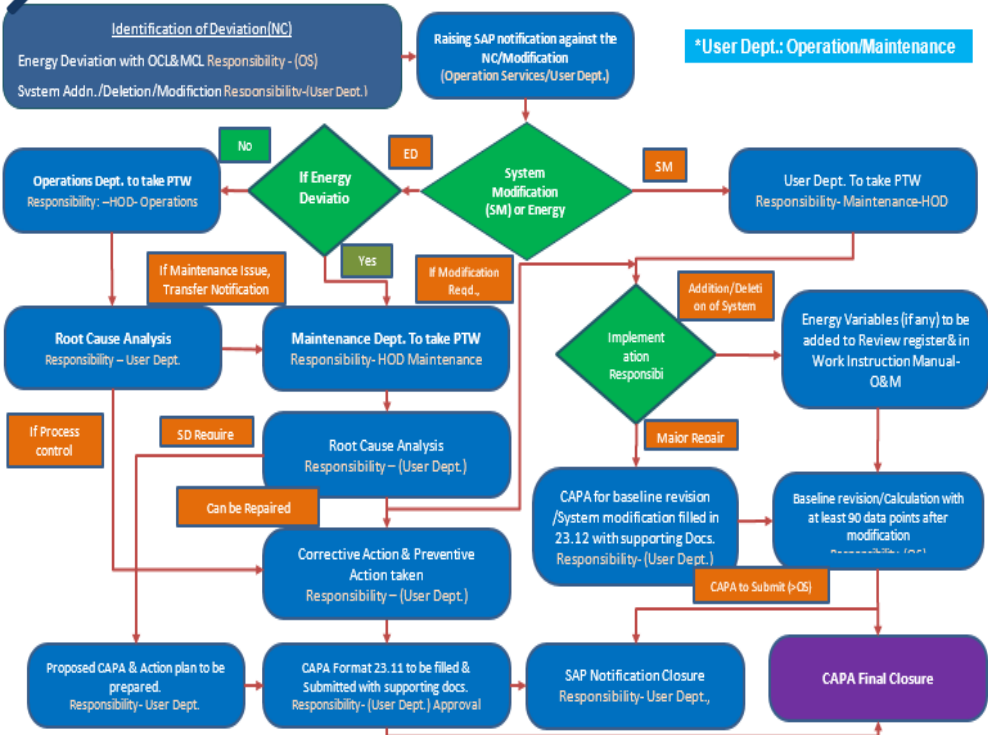 Identification of Deviation(NC)
Energy Deviation with OCL&MCL Responsibility - (OS)
System Addn./Deletion/Modifiction Responsibility-(User Dept.)
Raising SAP notification against the
NC/Modification
(Operation Services/User Dept.)
*User Dept.: Operation/Maintenance
No
ED
SM
Operations Dept. to take PTW
Responsibility: –HOD- Operations
If Energy
Deviatio
System
Modification
(SM) or Energy
User Dept. To take PTW
Responsibility- Maintenance-HOD
If Maintenance Issue,
Transfer Notification
Yes
If Modification
Reqd.,
Addition/Deleti
on of System
Root Cause Analysis
Responsibility – User Dept.
Maintenance Dept. To take PTW
Responsibility- HOD Maintenance
Implement
ation
Responsibi
Energy Variables (if any) to be
added to Review register& in
Work Instruction Manual-
O&M
If Process
control
SD Require
Root Cause Analysis
Responsibility – (User Dept.)
Major Repair
Can be Repaired
CAPA for baseline revision
/System modification filled in
23.12 with supporting Docs.
Responsibility- (User Dept.)
Baseline revision/Calculation with
at least 90 data points after
modification
Responsibility- (OS)
Corrective Action & Preventive
Action taken
Responsibility – (User Dept.)
CAPA to Submit (>OS)
Proposed CAPA & Action plan to be
prepared.
Responsibility- User Dept.
CAPA Format 23.11 to be filled &
Submitted with supporting docs.
Responsibility- (User Dept.) Approval
SAP Notification Closure
Responsibility- User Dept.,
CAPA Final Closure